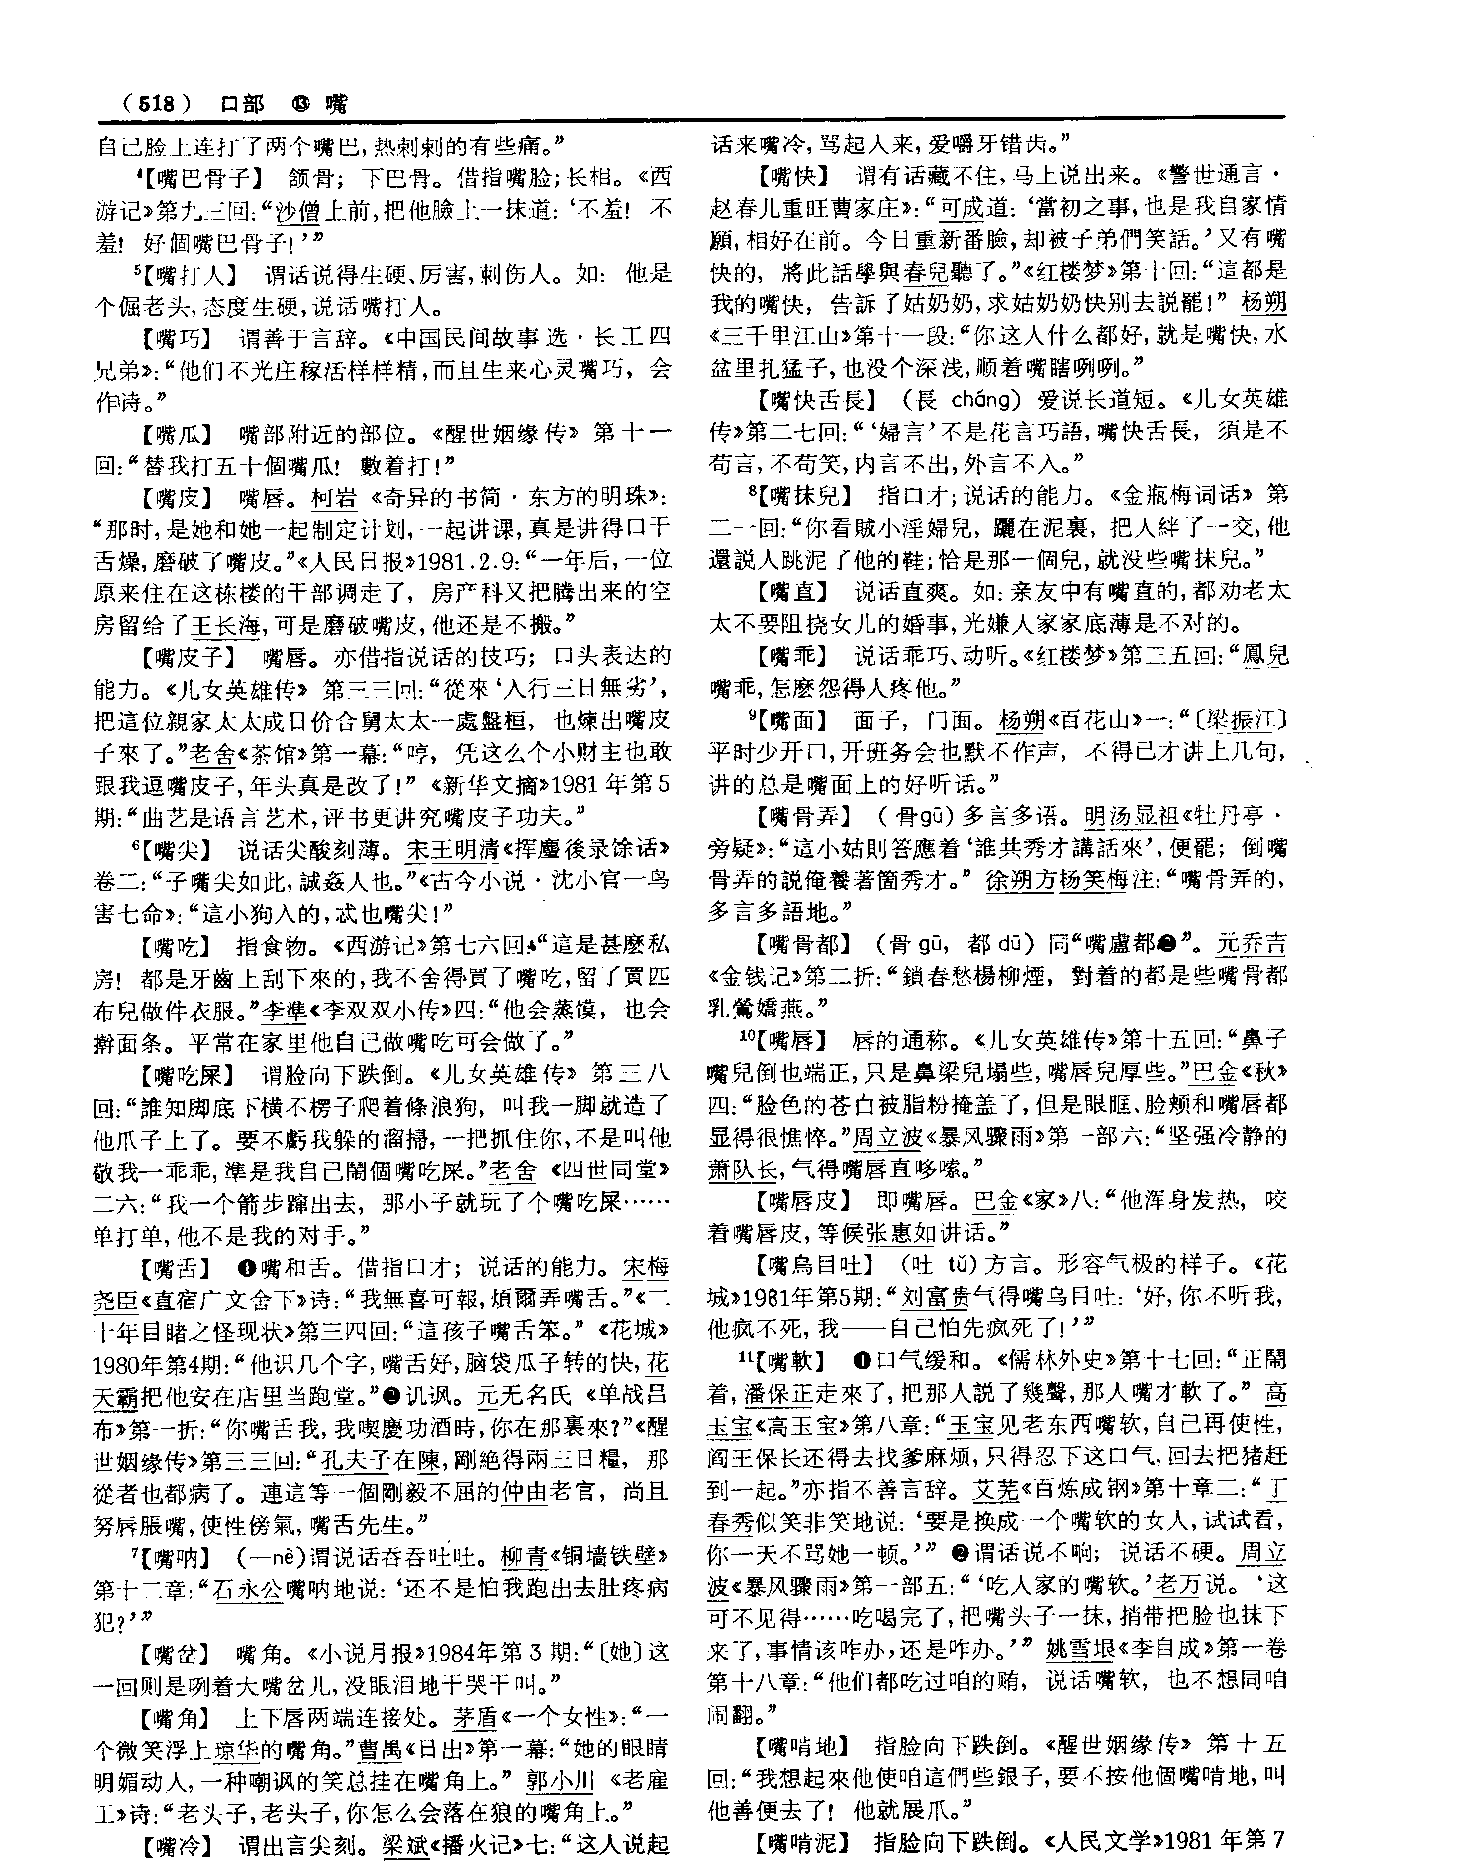 （518） 口部 ⑬ 嘴
自己脸上连打了两个嘴巴，热刺刺的有些痛。”
4【嘴巴骨子】 颔骨；下巴骨。借指嘴脸；长相。《西
游记》第九三回：“沙僧上前，把他臉上一抹道：‘不羞！不
羞！好個嘴巴骨子！’”
5【嘴打人】 谓话说得生硬、厉害，刺伤人。如：他是
个倔老头，态度生硬，说话嘴打人。
【嘴巧】 谓善于言辞。《中国民间故事选·长工四
兄弟》：“他们不光庄稼活样样精，而且生来心灵嘴巧，会
作诗。”
【嘴瓜】 嘴部附近的部位。《醒世姻缘传》第十一
回：“替我打五十個嘴瓜！數着打！”
【嘴皮】 嘴唇。柯岩《奇异的书简·东方的明珠》：
“那时，是她和她一起制定计划，一起讲课，真是讲得口干
舌燥，磨破了嘴皮。”《人民日报》1981.2.9：“一年后，一位
原来住在这栋楼的干部调走了，房产科又把腾出来的空
房留给了王长海，可是磨破嘴皮，他还是不搬。”
【嘴皮子】 嘴唇。亦借指说话的技巧；口头表达的
能力。《儿女英雄传》第三三回：“從來‘入行三日無劣’，
把這位親家太太成日价合舅太太一處盤桓，也煉出嘴皮
子來了。”老舍《茶馆》第一幕：“哼，凭这么个小财主也敢
跟我逗嘴皮子，年头真是改了！”《新华文摘》1981年第5
期：“曲艺是语言艺术，评书更讲究嘴皮子功夫。”
6【嘴尖】 说话尖酸刻薄。宋王明清《挥麈後录馀话》
卷二：“子嘴尖如此，誠姦人也。”《古今小说·沈小官一鸟
害七命》：“這小狗入的，忒也嘴尖！”
【嘴吃】 指食物。《西游记》第七六回：“這是甚麽私
房！都是牙齒上刮下來的，我不舍得買了嘴吃，留了買匹
布兒做件衣服。”李準《李双双小传》四：“他会蒸馍，也会
擀面条。平常在家里他自己做嘴吃可会做了。”
【嘴吃屎】 谓脸向下跌倒。《儿女英雄传》第三八
回：“誰知脚底下横不楞子爬着條浪狗，叫我一脚就造了
他爪子上了。要不虧我躲的溜掃，一把抓住你，不是叫他
敬我一乖乖，準是我自己鬧個嘴吃屎。”老舍《四世同堂》
二六：“我一个箭步蹿出去，那小子就玩了个嘴吃屎……
单打单，他不是我的对手。”
【嘴舌】 ❶嘴和舌。借指口才；说话的能力。宋梅
尧臣《直宿广文舍下》诗：“我無喜可報，煩爾弄嘴舌。”《二
十年目睹之怪现状》第三四回：“這孩子嘴舌笨。”《花城》
1980年第4期：“他识几个字，嘴舌好，脑袋瓜子转的快，花
天霸把他安在店里当跑堂。”❷讥讽。元无名氏《单战吕
布》第一折：“你嘴舌我，我喫慶功酒時，你在那裏來？”《醒
世姻缘传》第三三回：“孔夫子在陳，剛絶得兩三日糧，那
從者也都病了。連這等一個剛毅不屈的仲由老官，尚且
努唇脹嘴，使性傍氣，嘴舌先生。”
7【嘴呐】 （—nè）谓说话吞吞吐吐。柳青《铜墙铁壁》
第十二章：“石永公嘴呐地说：‘还不是怕我跑出去肚疼病
犯？’”
【嘴岔】 嘴角。《小说月报》1984年第3期：“〔她〕这
一回则是咧着大嘴岔儿，没眼泪地干哭干叫。”
【嘴角】 上下唇两端连接处。茅盾《一个女性》：“一
个微笑浮上琼华的嘴角。”曹禺《日出》第一幕：“她的眼睛
明媚动人，一种嘲讽的笑总挂在嘴角上。”郭小川《老雇
工》诗：“老头子，老头子，你怎么会落在狼的嘴角上。”
【嘴冷】 谓出言尖刻。梁斌《播火记》七：“这人说起
话来嘴冷，骂起人来，爱嚼牙错齿。”
【嘴快】 谓有话藏不住，马上说出来。《警世通言·
赵春儿重旺曹家庄》：“可成道：‘當初之事，也是我自家情
願，相好在前。今日重新番臉，却被子弟們笑話。’又有嘴
快的，將此話學與春兒聽了。”《红楼梦》第十回：“這都是
我的嘴快，告訴了姑奶奶，求姑奶奶快别去説罷！”杨朔
《三千里江山》第十一段：“你这人什么都好，就是嘴快，水
盆里扎猛子，也没个深浅，顺着嘴瞎咧咧。”
【嘴快舌長】 （長 cháng）爱说长道短。《儿女英雄
传》第二七回：“‘婦言’不是花言巧語，嘴快舌長，須是不
苟言，不苟笑，内言不出，外言不入。”
8【嘴抹兒】 指口才；说话的能力。《金瓶梅词话》第
二一回：“你看賊小淫婦兒，躧在泥裏，把人絆了一交，他
還説人跳泥了他的鞋；恰是那一個兒，就没些嘴抹兒。”
【嘴直】 说话直爽。如：亲友中有嘴直的，都劝老太
太不要阻挠女儿的婚事，光嫌人家家底薄是不对的。
【嘴乖】 说话乖巧、动听。《红楼梦》第三五回：“鳳兒
嘴乖，怎麽怨得人疼他。”
9【嘴面】 面子，门面。杨朔《百花山》一：“〔梁振江〕
平时少开口，开班务会也默不作声，不得已才讲上几句，
讲的总是嘴面上的好听话。”
【嘴骨弄】 （骨gū）多言多语。明汤显祖《牡丹亭·
旁疑》：“這小姑則答應着‘誰共秀才講話來’，便罷；倒嘴
骨弄的説俺養著箇秀才。”徐朔方杨笑梅注：“嘴骨弄的，
多言多語地。”
【嘴骨都】 （骨 gū，都 dū）同“嘴盧都❷”。元乔吉
《金钱记》第二折：“鎖春愁楊柳煙，對着的都是些嘴骨都
乳鶯嬌燕。”
10【嘴唇】 唇的通称。《儿女英雄传》第十五回：“鼻子
嘴兒倒也端正，只是鼻梁兒塌些，嘴唇兒厚些。”巴金《秋》
四：“脸色的苍白被脂粉掩盖了，但是眼眶、脸颊和嘴唇都
显得很憔悴。”周立波《暴风骤雨》第一部六：“坚强冷静的
萧队长，气得嘴唇直哆嗦。”
【嘴唇皮】 即嘴唇。巴金《家》八：“他浑身发热，咬
着嘴唇皮，等候张惠如讲话。”
【嘴烏目吐】 （吐 tǔ）方言。形容气极的样子。《花
城》1981年第5期：“刘富贵气得嘴乌目吐：‘好，你不听我，
他疯不死，我——自己怕先疯死了！’”
11【嘴軟】 ❶口气缓和。《儒林外史》第十七回：“正鬧
着，潘保正走來了，把那人説了幾聲，那人嘴才軟了。”高
玉宝《高玉宝》第八章：“玉宝见老东西嘴软，自己再使性，
阎王保长还得去找爹麻烦，只得忍下这口气，回去把猪赶
到一起。”亦指不善言辞。艾芜《百炼成钢》第十章二：“丁
春秀似笑非笑地说：‘要是换成一个嘴软的女人，试试看，
你一天不骂她一顿。’”❷谓话说不响；说话不硬。周立
波《暴风骤雨》第一部五：“‘吃人家的嘴软。’老万说。‘这
可不见得……吃喝完了，把嘴头子一抹，捎带把脸也抹下
来了，事情该咋办，还是咋办。’”姚雪垠《李自成》第一卷
第十八章：“他们都吃过咱的贿，说话嘴软，也不想同咱
闹翻。”
【嘴啃地】 指脸向下跌倒。《醒世姻缘传》第十五
回：“我想起來他使咱這們些銀子，要不按他個嘴啃地，叫
他善便去了！他就展爪。”
【嘴啃泥】 指脸向下跌倒。《人民文学》1981年第7